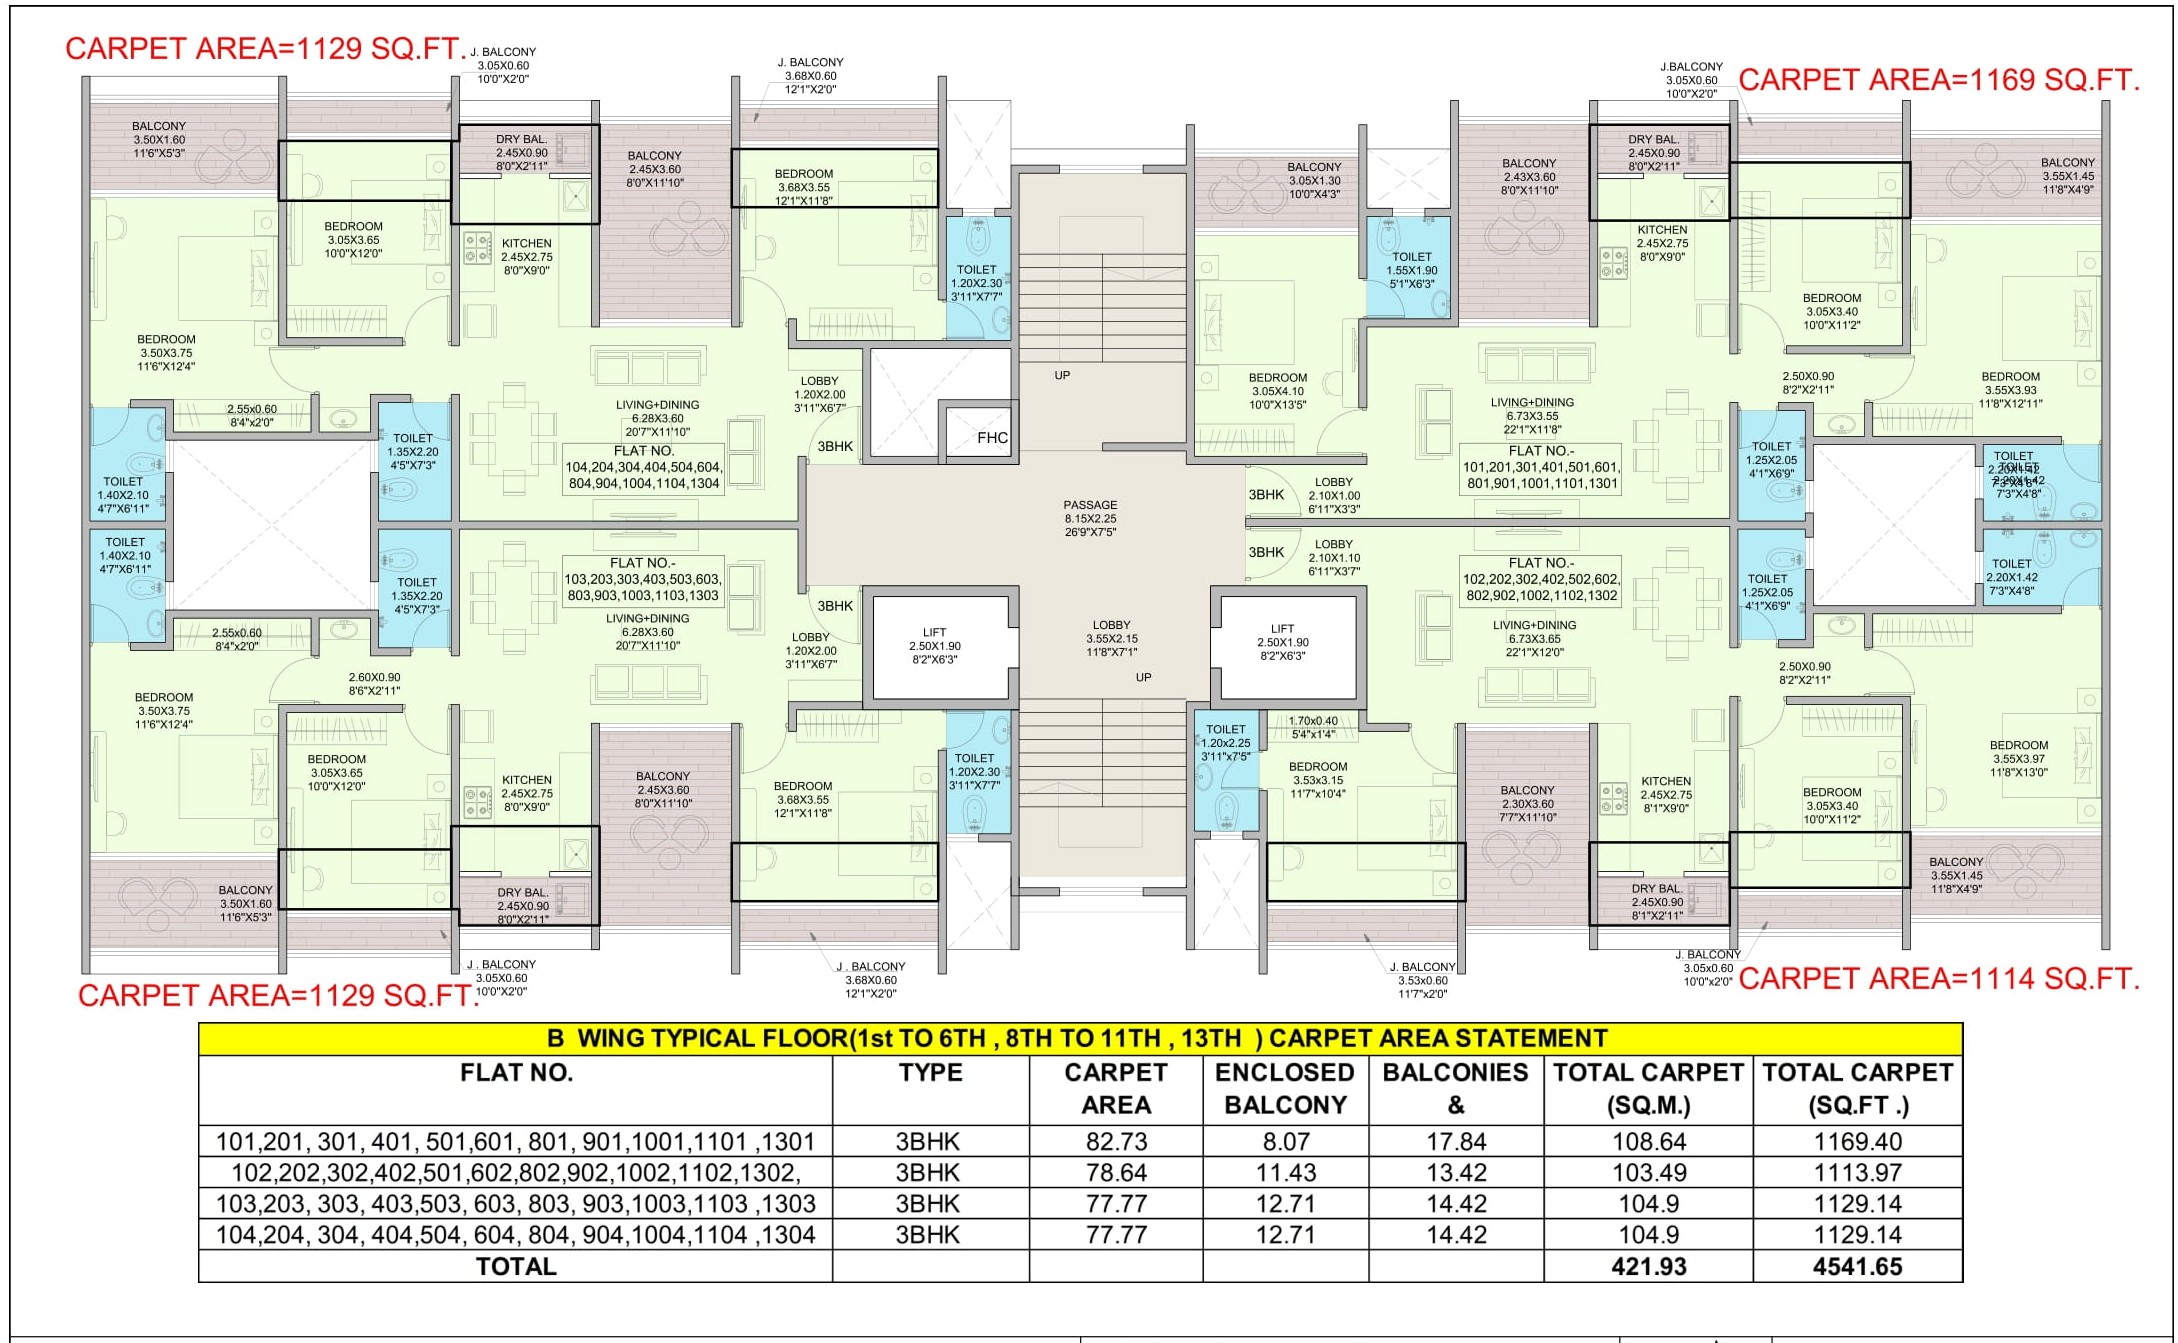 CARPET AREA=1129 SQ.FT.
J. BALCONY
3.05X0.60
10'0"X2'0"
J. BALCONY
3.68X0.60
12'1"X2'0"
J.BALCONY
3.05X0.60
10'0"X2'0"
CARPET AREA=1169 SQ.FT.
BALCONY
3.50X1.60
11'6"X5'3"
DRY BAL.
2.45X0.90
8'0"X2'11"
BALCONY
2.45X3.60
8'0"X11'10"
BEDROOM
3.68X3.55
12'1"X11'8"
BALCONY
3.05X1.30
10'0"X4'3"
BALCONY
2.43X3.60
8'0"X11'10"
DRY BAL.
2.45X0.90
8'0"X2'11"
BALCONY
3.55X1.45
11'8"X4'9"
BEDROOM
3.05X3.65
10'0"X12'0"
KITCHEN
2.45X2.75
8'0"X9'0"
TOILET
1.20X2.30
3'11"X7'7"
TOILET
1.55X1.90
5'1"X6'3"
KITCHEN
2.45X2.75
8'0"X9'0"
BEDROOM
3.05X3.40
10'0"X11'2"
BEDROOM
3.50X3.75
11'6"X12'4"
LOBBY
1.20X2.00
3'11"X6'7"
UP
BEDROOM
3.05X4.10
10'0"X13'5"
2.50X0.90
8'2"X2'11"
BEDROOM
3.55X3.93
11'8"X12'11"
2.55x0.60
8'4"x2'0"
LIVING+DINING
6.28X3.60
20'7"X11'10"
LIVING+DINING
6.73X3.55
22'1"X11'8"
TOILET
1.35X2.20
4'5"X7'3"
FLAT NO.
104,204,304,404,504,604,
804,904,1004,1104,1304
3BHK
FHC
FLAT NO.-
101,201,301,401,501,601,
801,901,1001,1101,1301
TOILET
1.25X2.05
4'1"X6'9"
TOILET
2.20X1.42
7'3"X4'8"
TOILET
1.40X2.10
4'7"X6'11"
PASSAGE
8.15X2.25
26'9"X7'5"
3BHK
LOBBY
2.10X1.00
6'11"X3'3"
TOILET
1.40X2.10
4'7"X6'11"
TOILET
1.35X2.20
4'5"X7'3"
FLAT NO.-
103,203,303,403,503,603,
803,903,1003,1103,1303
3BHK
3BHK
LOBBY
2.10X1.10
6'11"X3'7"
FLAT NO.-
102,202,302,402,502,602,
802,902,1002,1102,1302
TOILET
1.25X2.05
4'1"X6'9"
TOILET
2.20X1.42
7'3"X4'8"
2.55x0.60
8'4"x2'0"
LIVING+DINING
6.28X3.60
20'7"X11'10"
LOBBY
1.20X2.00
3'11"X6'7"
LIFT
2.50X1.90
8'2"X6'3"
LOBBY
3.55X2.15
11'8"X7'1"
LIFT
2.50X1.90
8'2"X6'3"
LIVING+DINING
6.73X3.65
22'1"X12'0"
2.60X0.90
8'6"X2'11"
UP
2.50X0.90
8'2"X2'11"
BEDROOM
3.50X3.75
11'6"X12'4"
BEDROOM
3.05X3.65
10'0"X12'0"
KITCHEN
2.45X2.75
8'0"X9'0"
BALCONY
2.45X3.60
8'0"X11'10"
BEDROOM
3.68X3.55
12'1"X11'8"
TOILET
1.20X2.30
3'11"X7'7"
TOILET
1.20x2.25
3'11"x7'5"
1.70x0.40
5'4"x1'4"
BEDROOM
3.53x3.15
11'7"x10'4"
BALCONY
2.30X3.60
7'7"X11'10"
KITCHEN
2.45X2.75
8'1"X9'0"
BEDROOM
3.05X3.40
10'0"X11'2"
BEDROOM
3.55X3.97
11'8"X13'0"
BALCONY
3.50X1.60
11'6"X5'3"
DRY BAL.
2.45X0.90
8'0"X2'11"
DRY BAL.
2.45X0.90
8'1"X2'11"
BALCONY
3.55X1.45
11'8"X4'9"
CARPET AREA=1129 SQ.FT.
J . BALCONY
3.05X0.60
10'0"X2'0"
J . BALCONY
3.68X0.60
12'1"X2'0"
J. BALCONY
3.53x0.60
11'7"x2'0"
J. BALCONY
3.05x0.60
10'0"x2'0"
CARPET AREA=1114 SQ.FT.
B WING TYPICAL FLOOR(1st TO 6TH , 8TH TO 11TH , 13TH ) CARPET AREA STATEMENT
FLAT NO. TYPE CARPET AREA ENCLOSED BALCONY BALCONIES & TOTAL CARPET (SQ.M.) TOTAL CARPET (SQ.FT .)
101,201, 301, 401, 501,601, 801, 901,1001,1101 ,1301 3BHK 82.73 8.07 17.84 108.64 1169.40
102,202,302,402,501,602,802,902,1002,1102,1302, 3BHK 78.64 11.43 13.42 103.49 1113.97
103,203, 303, 403,503, 603, 803, 903,1003,1103 ,1303 3BHK 77.77 12.71 14.42 104.9 1129.14
104,204, 304, 404,504, 604, 804, 904,1004,1104 ,1304 3BHK 77.77 12.71 14.42 104.9 1129.14
TOTAL 421.93 4541.65